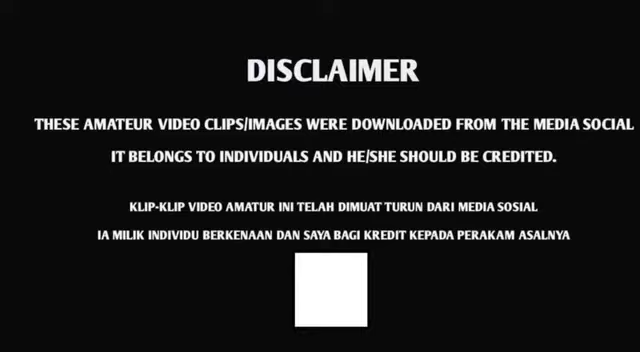 DISCLAIMER
THESE AMATEUR VIDEO CLIPS/IMAGES WERE DOWNLOADED FROM THE MEDIA SOCIAL
IT BELONGS TO INDIVIDUALS AND HE/SHE SHOULD BE CREDITED.
KLIP-KLIP VIDEO AMATUR INI TELAH DIMUAT TURUN DARI MEDIA SOSIAL
IA MILIK INDIVIDU BERKENAAN DAN SAYA BAGI KREDIT KEPADA PERAKAM ASALNYA